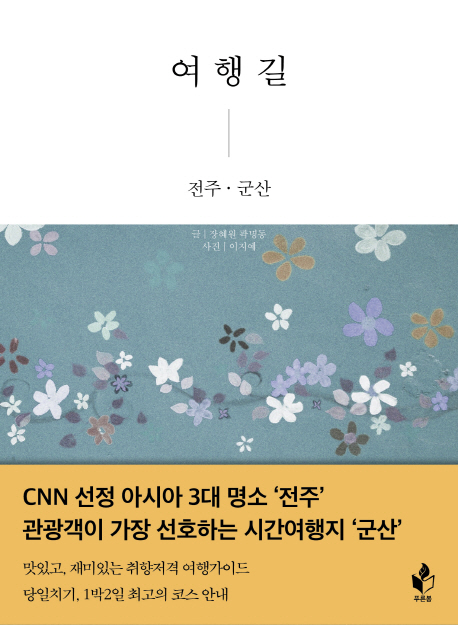 여행길
전주 · 군산
글 | 장혜원 곽명동
사진 | 이지예
CNN 선정 아시아 3대 명소 ‘전주’
관광객이 가장 선호하는 시간여행지 ‘군산’
맛있고, 재미있는 취향저격 여행가이드
당일치기, 1박2일 최고의 코스 안내
푸른봄